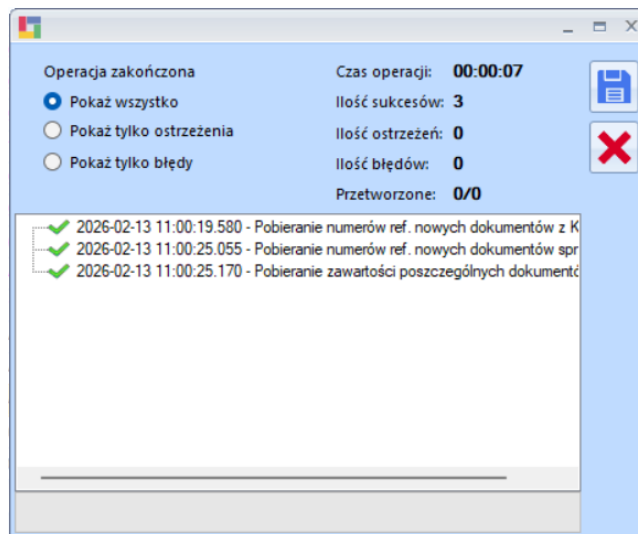 Operacja zakończona
Czas operacji: 00:00:07
Pokaż wszystko
Ilość sukcesów: 3
Pokaż tylko ostrzeżenia
Ilość ostrzeżeń: 0
Pokaż tylko błędy
Ilość błędów: 0
Przetworzone: 0/0
2026-02-13 11:00:19.580 - Pobieranie numerów ref. nowych dokumentów z K
2026-02-13 11:00:25.055 - Pobieranie numerów ref. nowych dokumentów spr
2026-02-13 11:00:25.170 - Pobieranie zawartości poszczególnych dokumentó